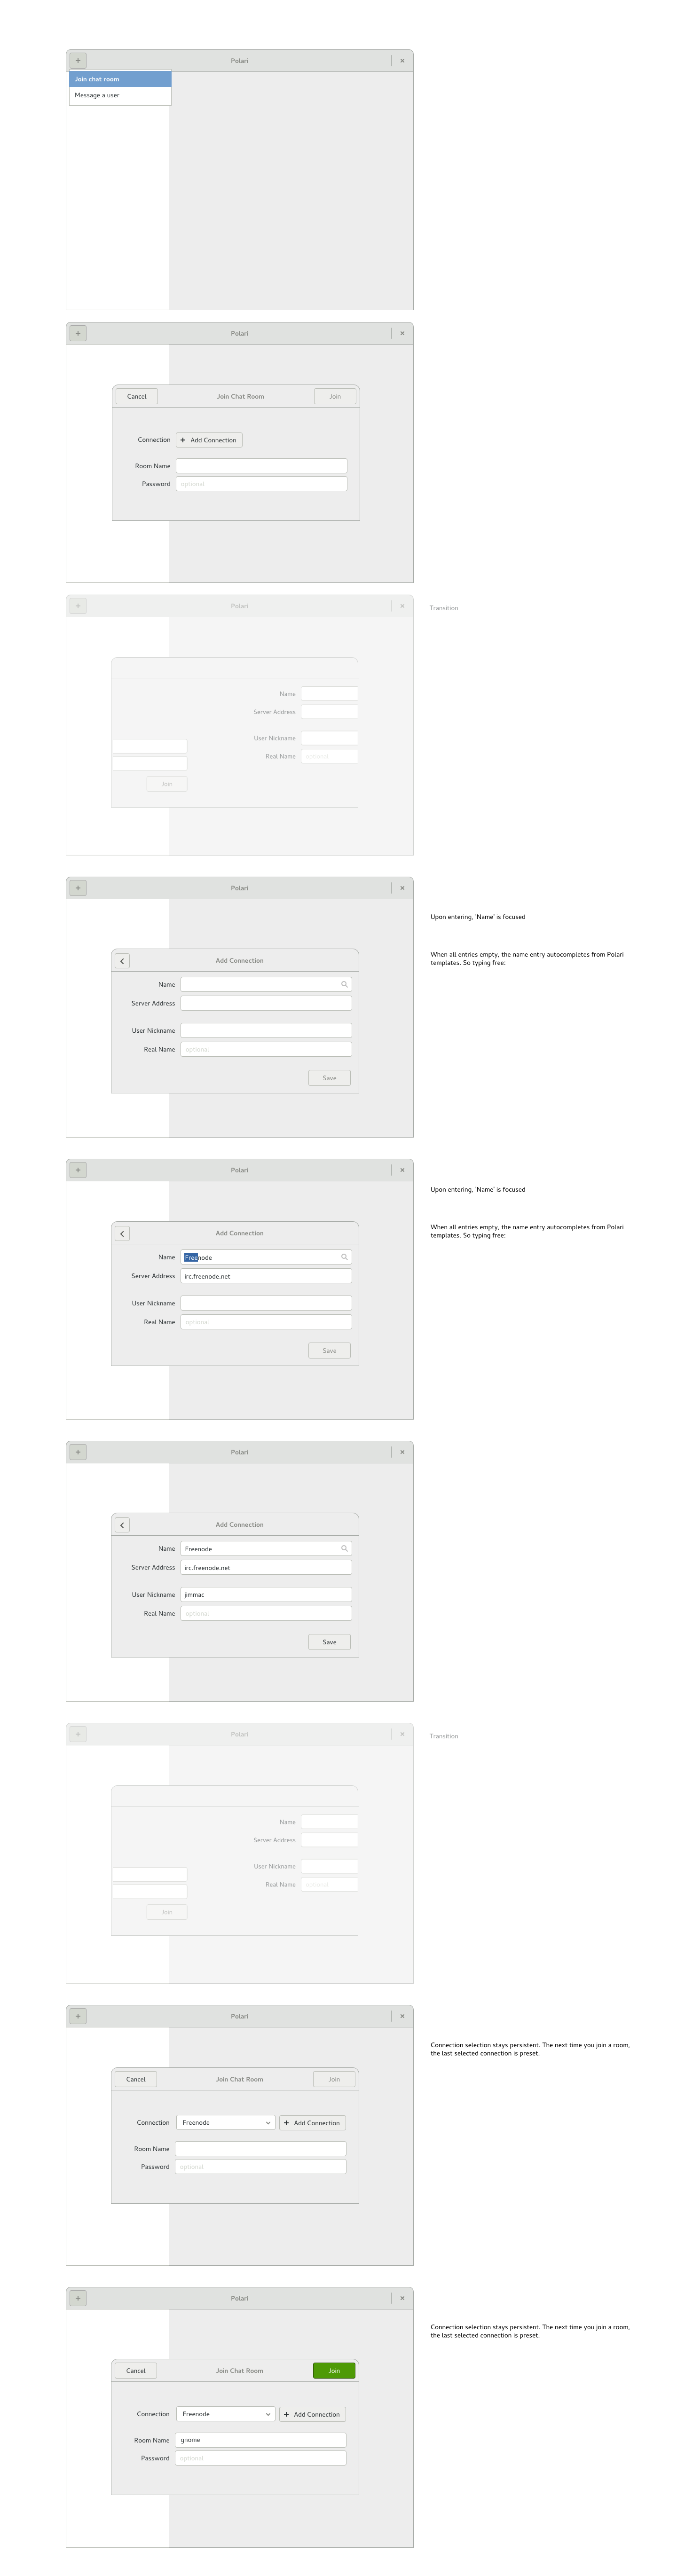 Polari
Join chat room
Message a user
Polari
Cancel Join Chat Room Join
Connection Add Connection
Room Name
Password optional
Polari
Transition
Name
Server Address
User Nickname
Real Name optional
Join
Polari
Upon entering, 'Name' is focused
When all entries empty, the name entry autocompletes from Polari
templates. So typing free:
Add Connection
Name
Server Address
User Nickname
Real Name optional
Save
Polari
Upon entering, 'Name' is focused
When all entries empty, the name entry autocompletes from Polari
templates. So typing free:
Add Connection
Name Freenode
Server Address irc.freenode.net
User Nickname
Real Name optional
Save
Polari
Add Connection
Name Freenode
Server Address irc.freenode.net
User Nickname jimmac
Real Name optional
Save
Polari
Transition
Name
Server Address
User Nickname
Real Name optional
Join
Polari
Connection selection stays persistent. The next time you join a room,
the last selected connection is preset.
Cancel Join Chat Room Join
Connection Freenode Add Connection
Room Name
Password optional
Polari
Connection selection stays persistent. The next time you join a room,
the last selected connection is preset.
Cancel Join Chat Room Join
Connection Freenode Add Connection
Room Name gnome
Password optional